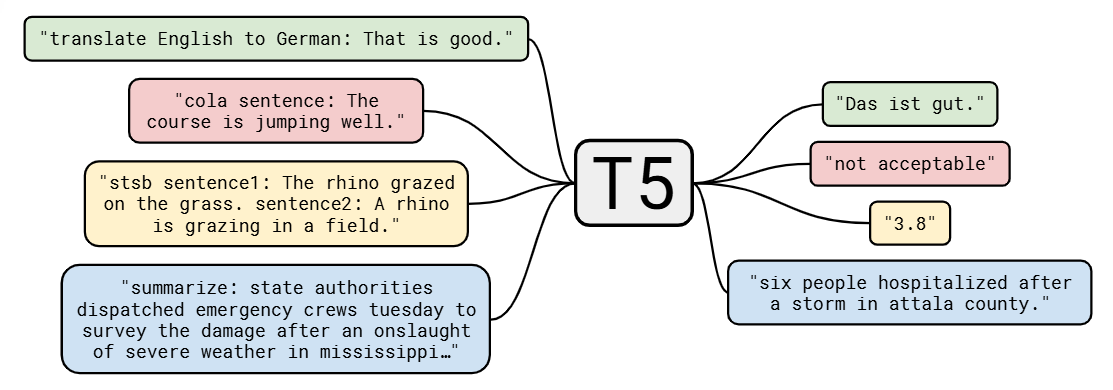 "translate English to German: That is good."
"cola sentence: The
course is jumping well."
"stsb sentence1: The rhino grazed
on the grass. sentence2: A rhino
is grazing in a field."
"summarize: state authorities
dispatched emergency crews tuesday to
survey the damage after an onslaught
of severe weather in mississippi…"
T5
"Das ist gut."
"not acceptable"
"3.8"
"six people hospitalized after
a storm in attala county."